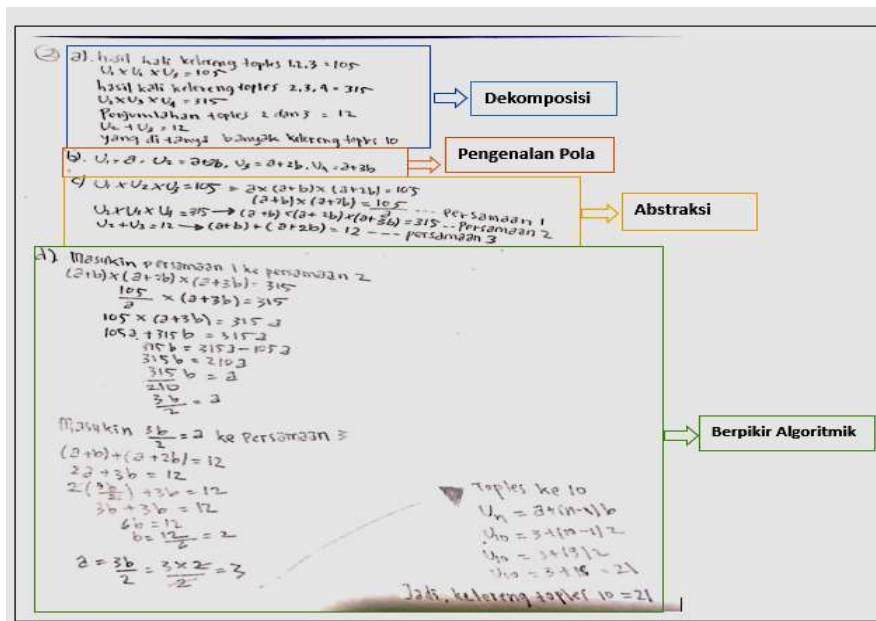 2) a). hasil kali kelereng toples 1.2.3 = 105
U₁ x U₂ x U₃ = 105
hasil kali kelereng toples 2,3,4 = 315
U₂ x U₃ x U₄ = 315
Penjumlahan toples 2 dan 3 = 12
U₂ + U₃ = 12
yang di tanya banyak kelereng toples 10
Dekomposisi
b). U₁ = a, U₂ = a+b, U₃ = a+2b, U₄ = a+3b
Pengenalan Pola
c) U₁ x U₂ x U₃ = 105 = a x (a+b) x (a+2b) = 105
(a+b) x (a+2b) = 105/a ... persamaan 1
U₂ x U₃ x U₄ = 315 → (a+b) x (a+2b) x (a+3b) = 315 ... Persamaan 2
U₂ + U₃ = 12 → (a+b) + (a+2b) = 12 ---- persamaan 3
Abstraksi
d). Masukin persamaan 1 ke persamaan 2
(a+b) x (a+2b) x (a+3b) = 315
105/a x (a+3b) = 315
105 x (a+3b) = 315 a
105a + 315b = 315a
315b = 315a - 105a
315b = 210a
315/210 b = a
3b/2 = a
Masukin 3b/2 = a ke Persamaan 3
(a+b) + (a+2b) = 12
2a + 3b = 12
2(3b/2) + 3b = 12
3b + 3b = 12
6b = 12
b = 12/6 = 2
a = 3b/2 = 3 x 2/2 = 3
Toples ke 10
Uₙ = a + (n-1) b
U₁₀ = 3 + (10-1) 2
U₁₀ = 3 + (9) 2
U₁₀ = 3 + 18 = 21
Jadi, kelereng toples 10 = 21
Berpikir Algoritmik